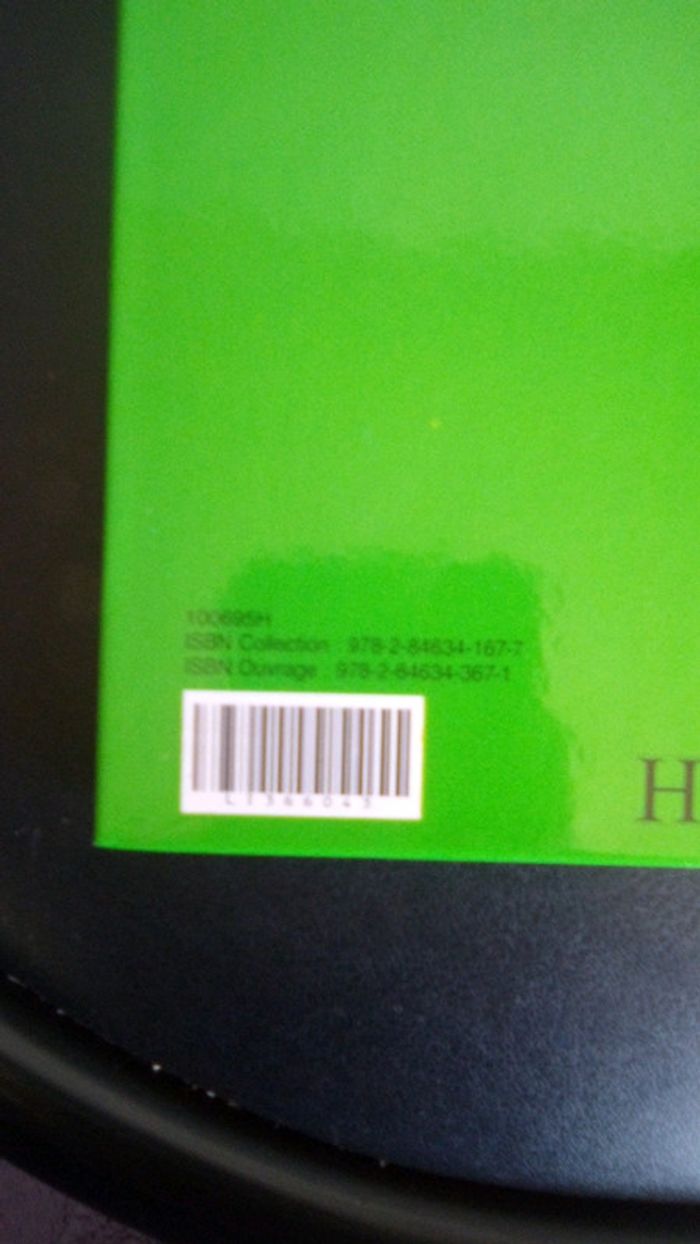 100695H
ISBN Collection : 978-2-84634-167-7
ISBN Ouvrage : 978-2-84634-367-1
H